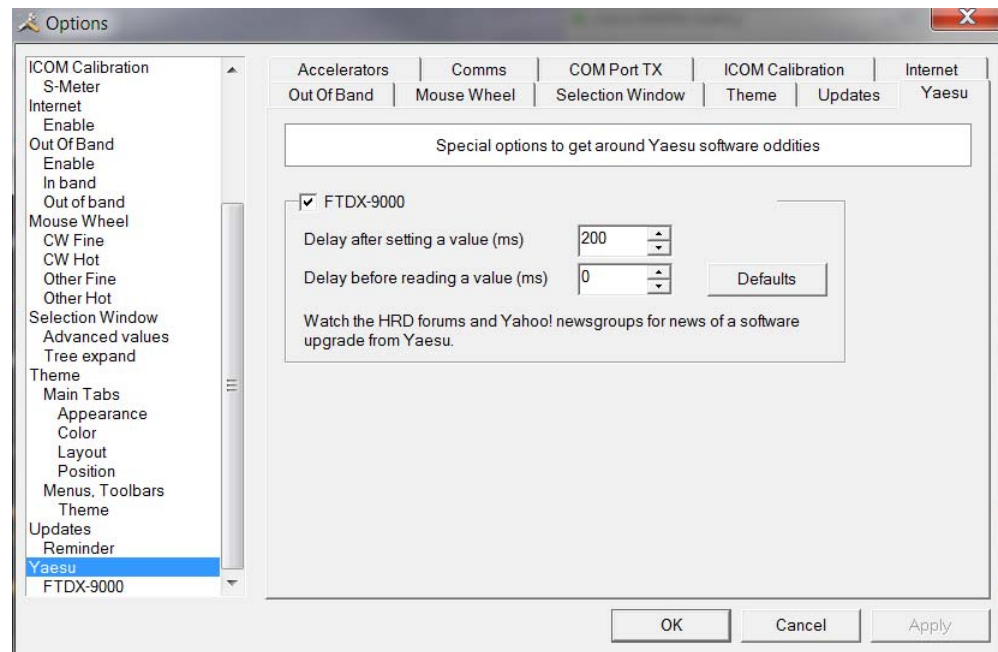 Options
ICOM Calibration
S-Meter
Internet
Enable
Out Of Band
Enable
In band
Out of band
Mouse Wheel
CW Fine
CW Hot
Other Fine
Other Hot
Selection Window
Advanced values
Tree expand
Theme
Main Tabs
Appearance
Color
Layout
Position
Menus, Toolbars
Theme
Updates
Reminder
Yaesu
FTDX-9000
Accelerators Comms COM Port TX ICOM Calibration Internet
Out Of Band Mouse Wheel Selection Window Theme Updates Yaesu
Special options to get around Yaesu software oddities
FTDX-9000
Delay after setting a value (ms) 200
Delay before reading a value (ms) 0 Defaults
Watch the HRD forums and Yahoo! newsgroups for news of a software
upgrade from Yaesu.
OK Cancel Apply